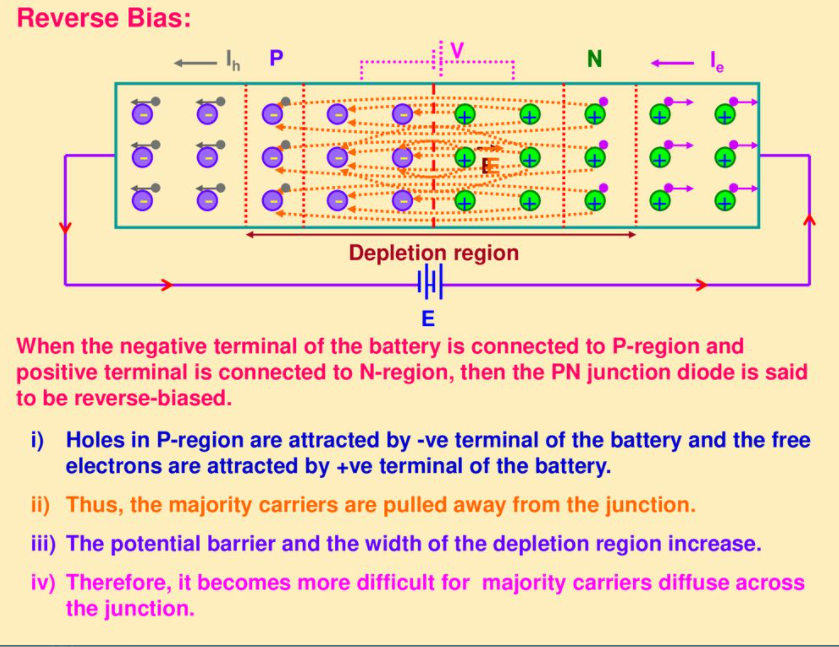 Reverse Bias:
Ih P V N Ie
E
Depletion region
E
When the negative terminal of the battery is connected to P-region and
positive terminal is connected to N-region, then the PN junction diode is said
to be reverse-biased.
i) Holes in P-region are attracted by -ve terminal of the battery and the free
electrons are attracted by +ve terminal of the battery.
ii) Thus, the majority carriers are pulled away from the junction.
iii) The potential barrier and the width of the depletion region increase.
iv) Therefore, it becomes more difficult for majority carriers diffuse across
the junction.